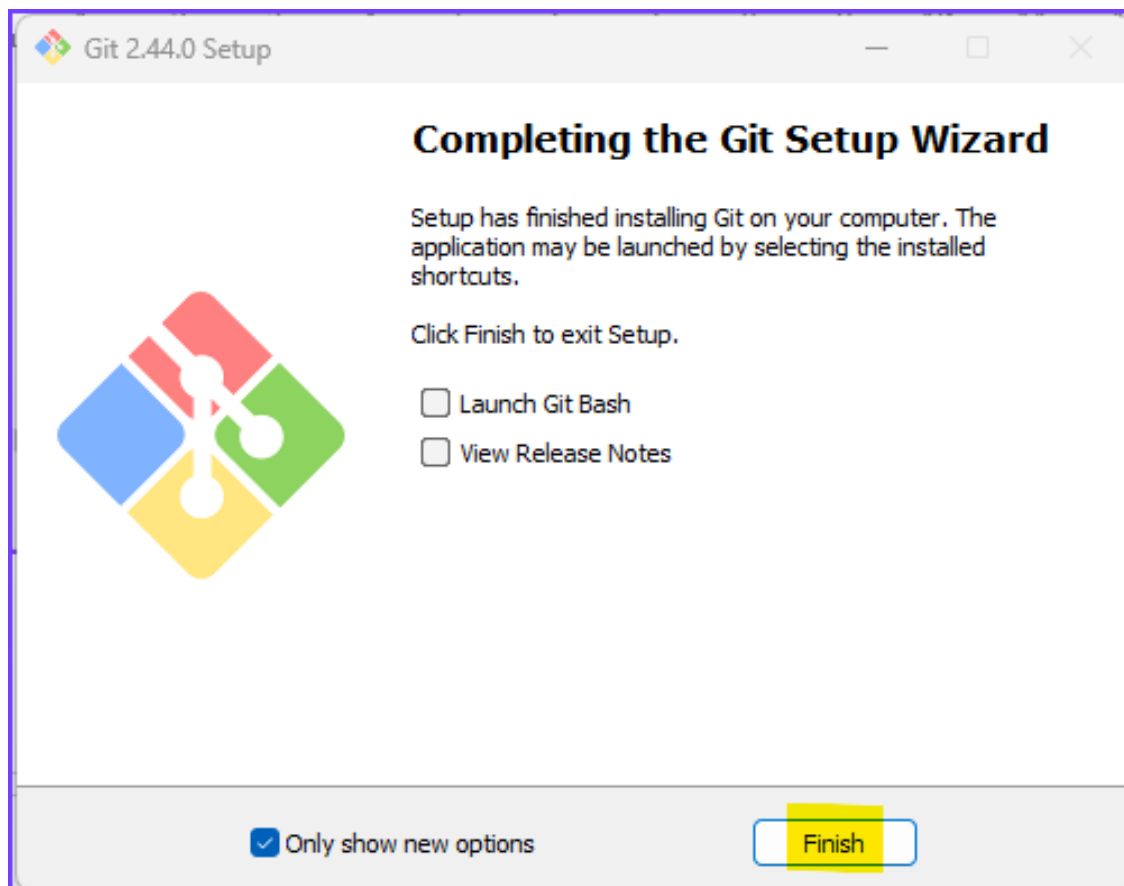 Git 2.44.0 Setup
Completing the Git Setup Wizard
Setup has finished installing Git on your computer. The
application may be launched by selecting the installed
shortcuts.
Click Finish to exit Setup.
Launch Git Bash
View Release Notes
Only show new options
Finish